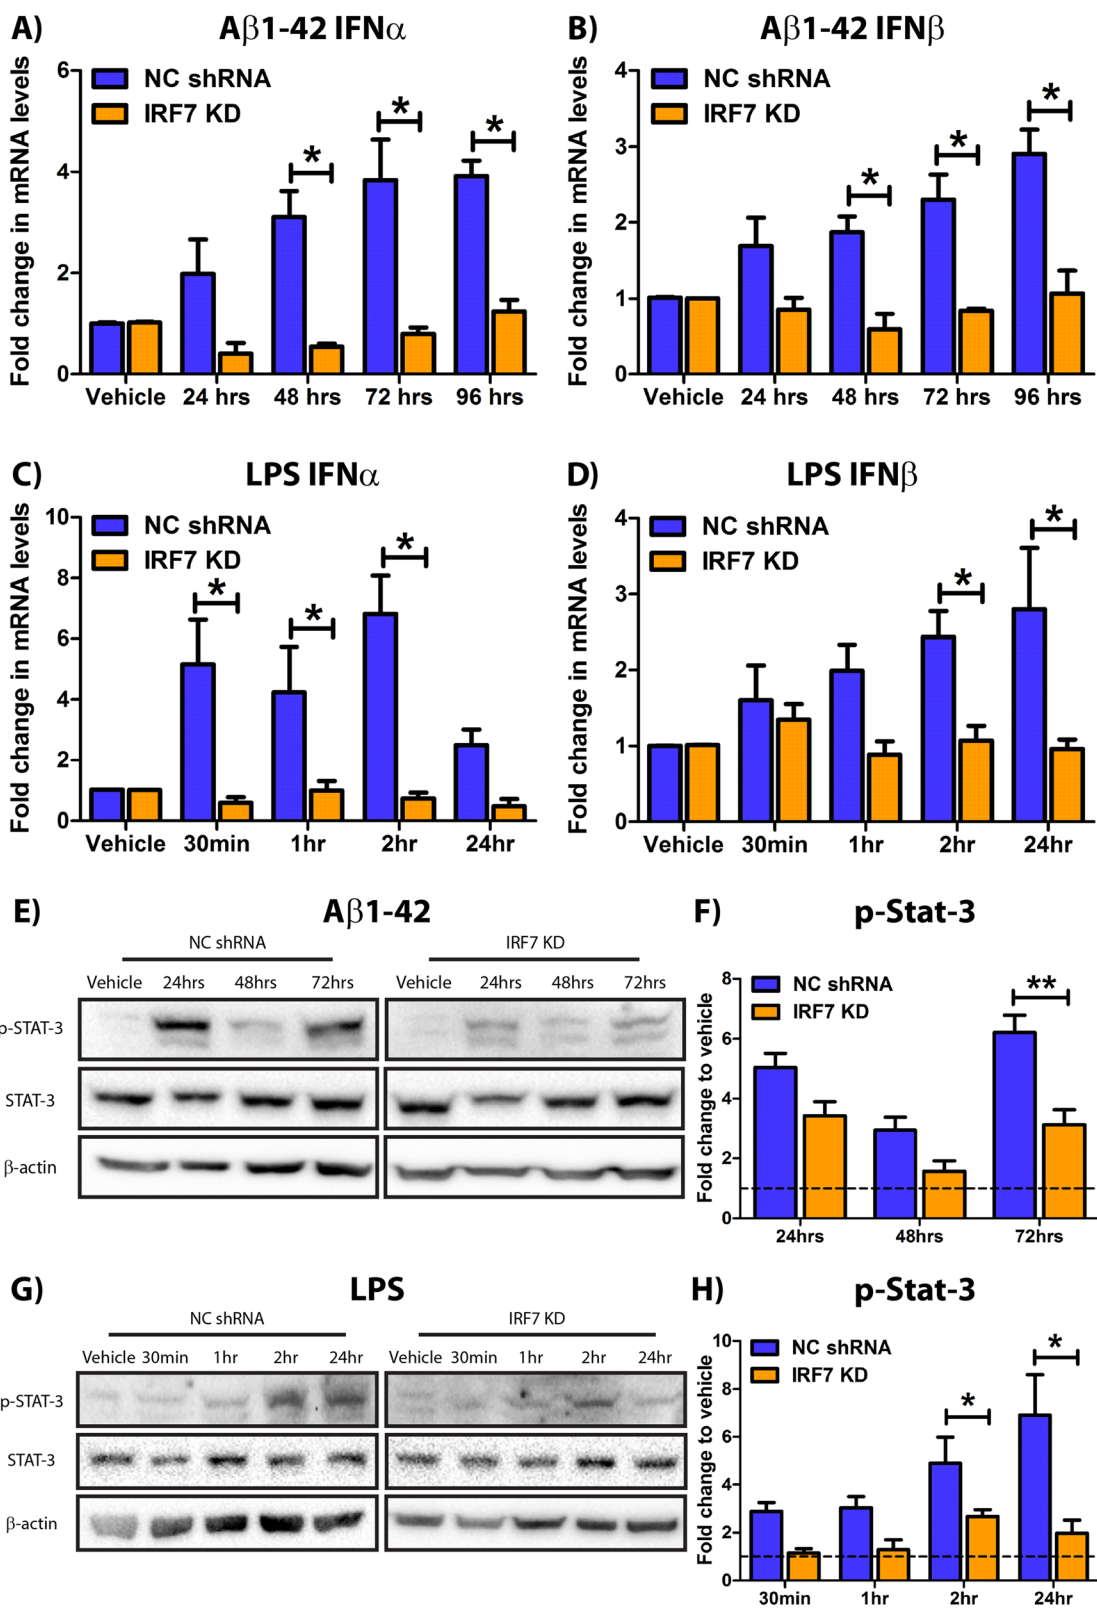 A) Aβ1-42 IFNα
Fold change in mRNA levels
6
4
2
0
NC shRNA
IRF7 KD
*
*
*
Vehicle 24 hrs 48 hrs 72 hrs 96 hrs
B) Aβ1-42 IFNβ
Fold change in mRNA levels
4
3
2
1
0
NC shRNA
IRF7 KD
*
*
*
Vehicle 24 hrs 48 hrs 72 hrs 96 hrs
C) LPS IFNα
Fold change in mRNA levels
10
8
6
4
2
0
NC shRNA
IRF7 KD
*
*
*
Vehicle 30min 1hr 2hr 24hr
D) LPS IFNβ
Fold change in mRNA levels
4
3
2
1
0
NC shRNA
IRF7 KD
*
*
Vehicle 30min 1hr 2hr 24hr
E) Aβ1-42
NC shRNA IRF7 KD
Vehicle 24hrs 48hrs 72hrs Vehicle 24hrs 48hrs 72hrs
p-STAT-3
STAT-3
β-actin
F) p-Stat-3
Fold change to vehicle
8
6
4
2
0
NC shRNA
IRF7 KD
**
24hrs 48hrs 72hrs
G) LPS
NC shRNA IRF7 KD
Vehicle 30min 1hr 2hr 24hr Vehicle 30min 1hr 2hr 24hr
p-STAT-3
STAT-3
β-actin
H) p-Stat-3
Fold change to vehicle
10
8
6
4
2
0
NC shRNA
IRF7 KD
*
*
30min 1hr 2hr 24hr